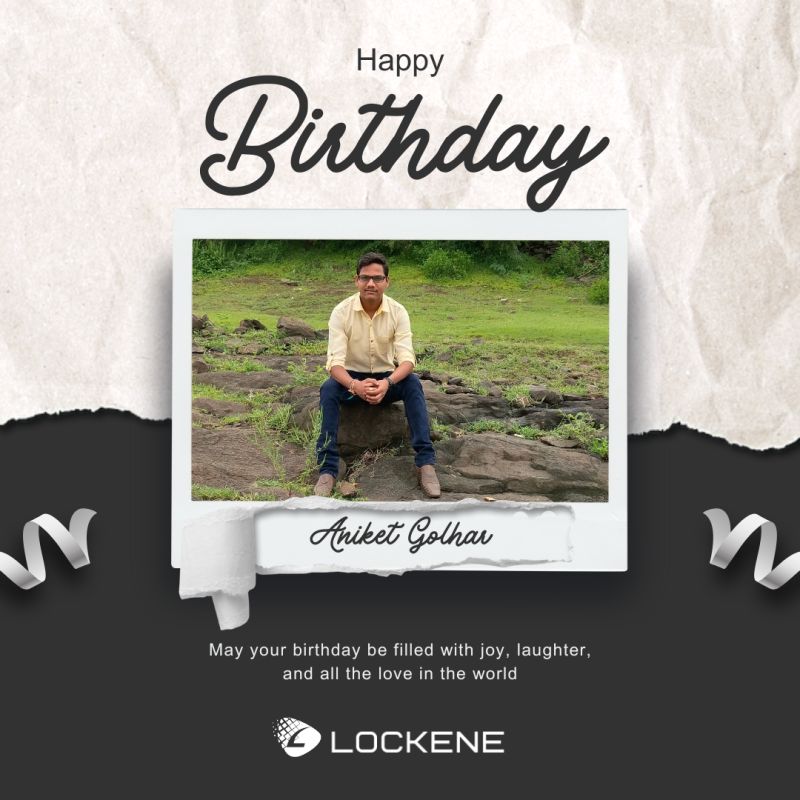 Happy
Birthday
Aniket Golhar
May your birthday be filled with joy, laughter,
and all the love in the world
LOCKENE